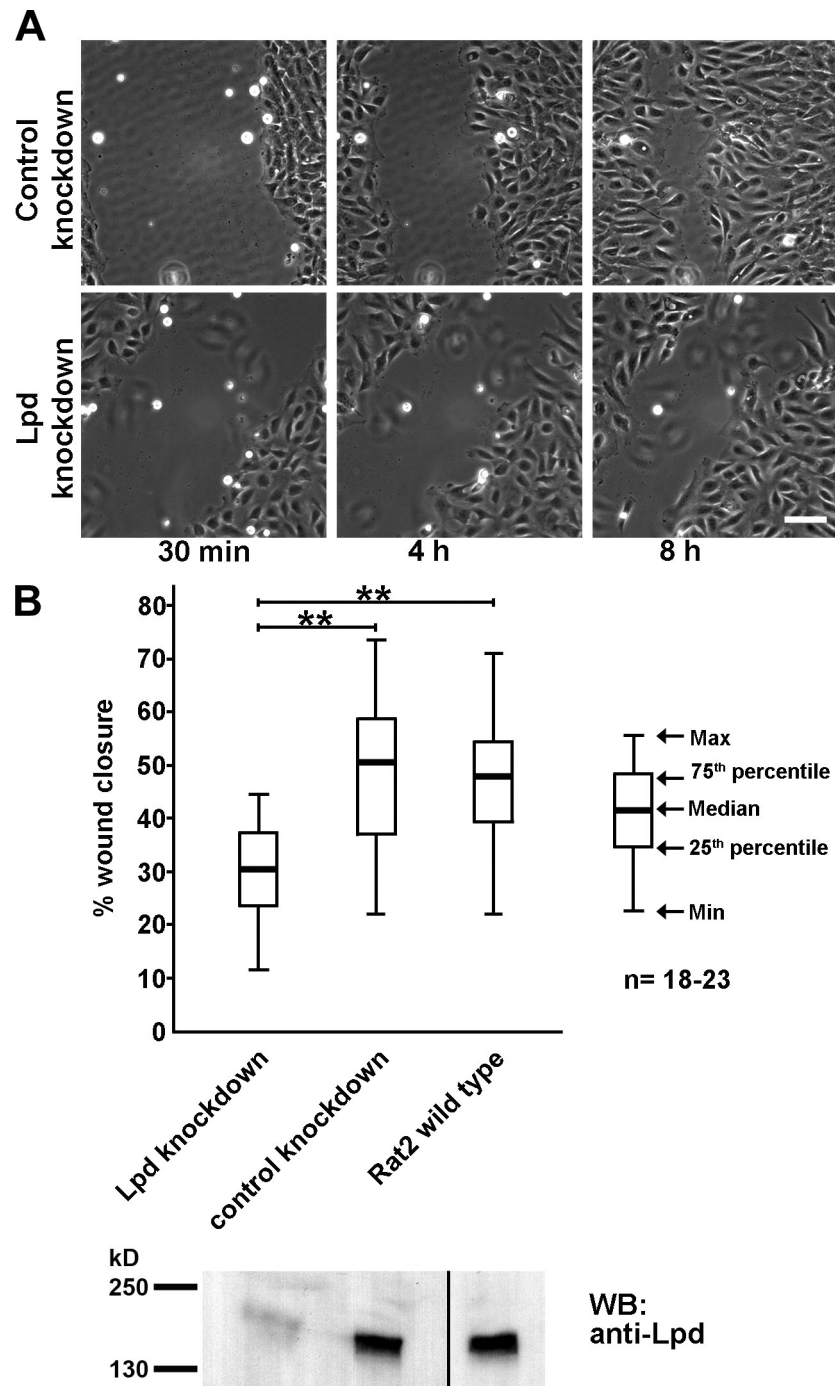 A
Control
knockdown
Lpd
knockdown
30 min
4 h
8 h
B
% wound closure
80
70
60
50
40
30
20
10
0
**
**
Lpd knockdown
control knockdown
Rat2 wild type
Max
75th percentile
Median
25th percentile
Min
n= 18-23
kD
250
130
WB:
anti-Lpd